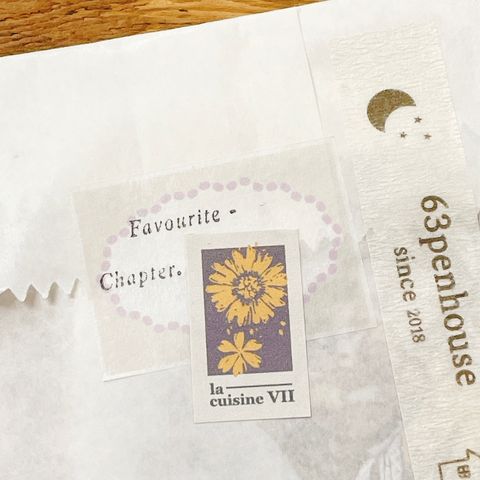 Favourite -
Chapter.
la
cuisine VII
63penhouse
since 2018